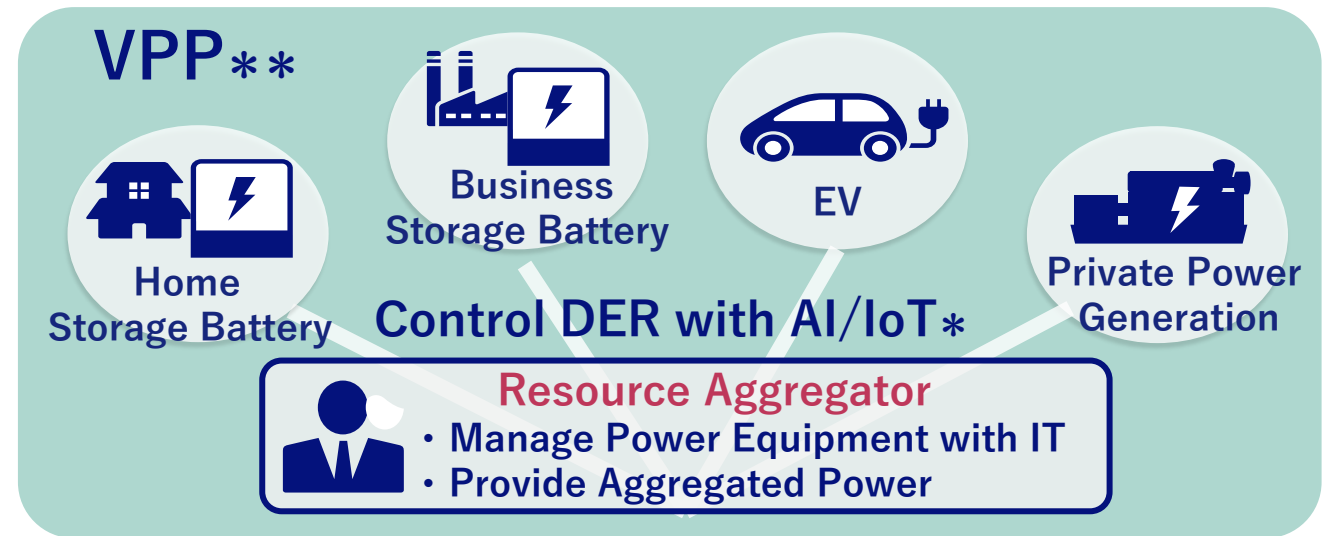 VPP**
Business
Storage Battery
EV
Home
Storage Battery
Private Power
Generation
Control DER with AI/IoT*
Resource Aggregator
・Manage Power Equipment with IT
・Provide Aggregated Power